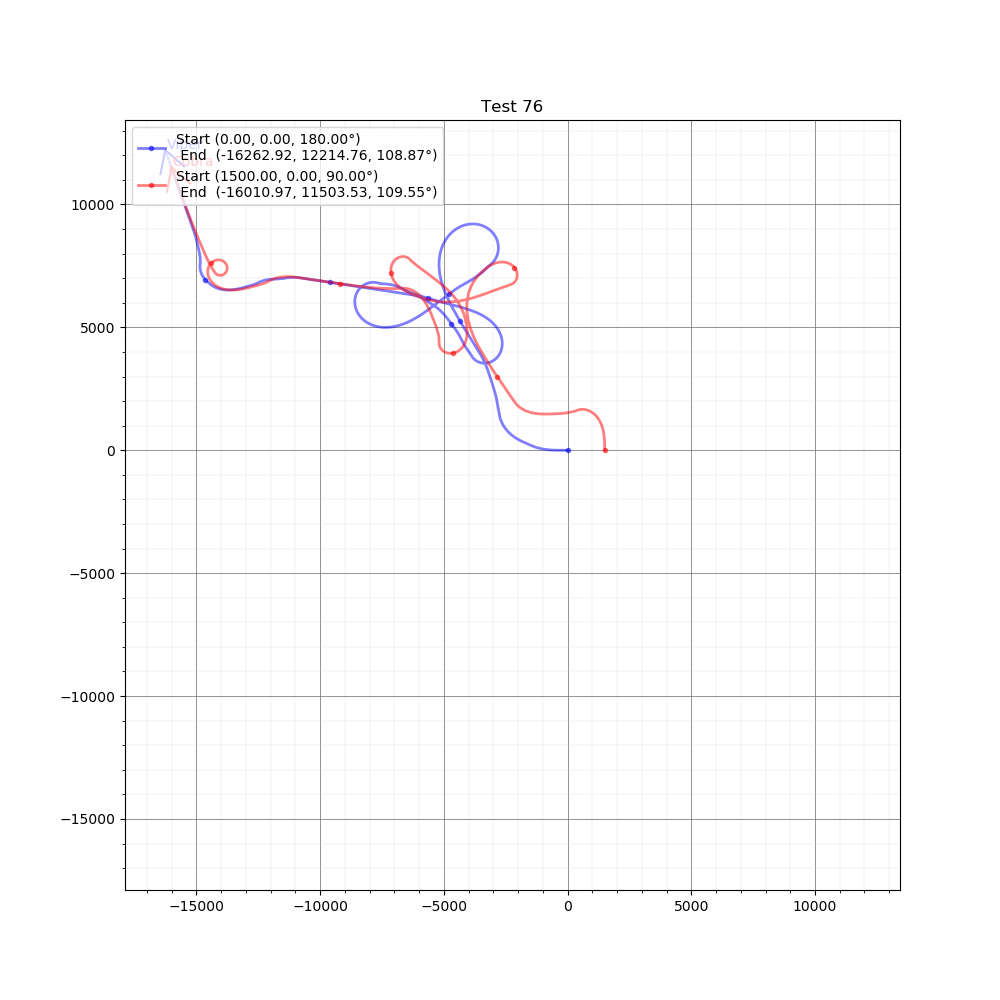 Test 76
Start (0.00, 0.00, 180.00°)
End (-16262.92, 12214.76, 108.87°)
Start (1500.00, 0.00, 90.00°)
End (-16010.97, 11503.53, 109.55°)
10000
5000
0
−5000
−10000
−15000
−15000 −10000 −5000 0 5000 10000